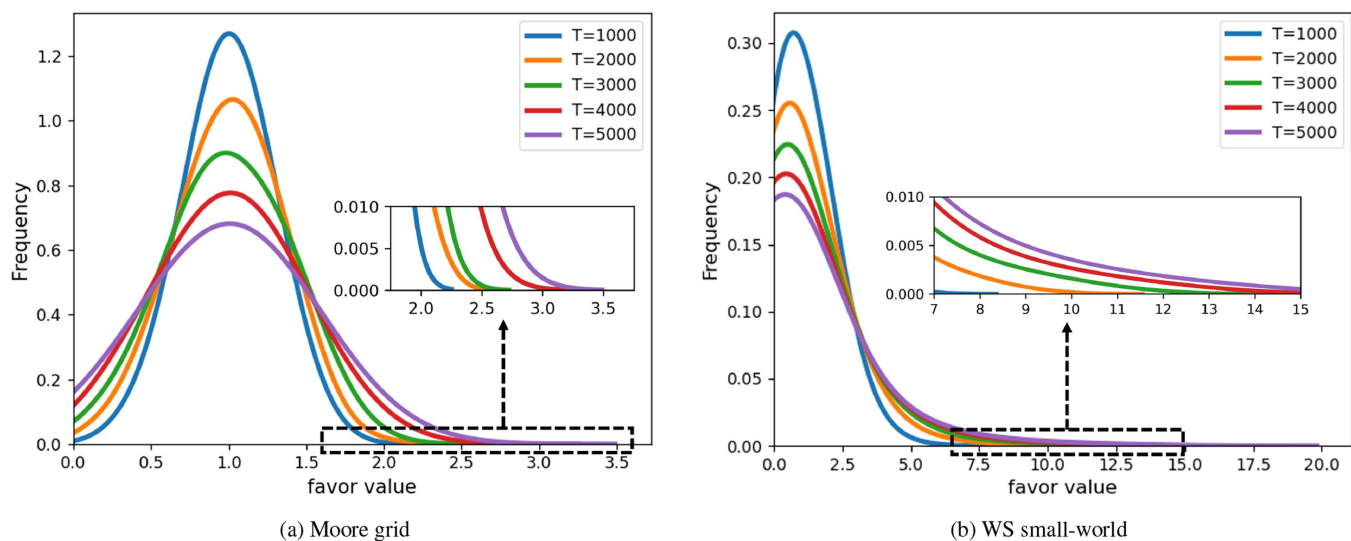 T=1000
T=2000
T=3000
T=4000
T=5000
Frequency
1.2
1.0
0.8
0.6
0.4
0.2
0.0
0.010
0.005
0.000
2.0 2.5 3.0 3.5
0.0 0.5 1.0 1.5 2.0 2.5 3.0 3.5
favor value
(a) Moore grid
T=1000
T=2000
T=3000
T=4000
T=5000
Frequency
0.30
0.25
0.20
0.15
0.10
0.05
0.00
0.010
0.005
0.000
7 8 9 10 11 12 13 14 15
0.0 2.5 5.0 7.5 10.0 12.5 15.0 17.5 20.0
favor value
(b) WS small-world